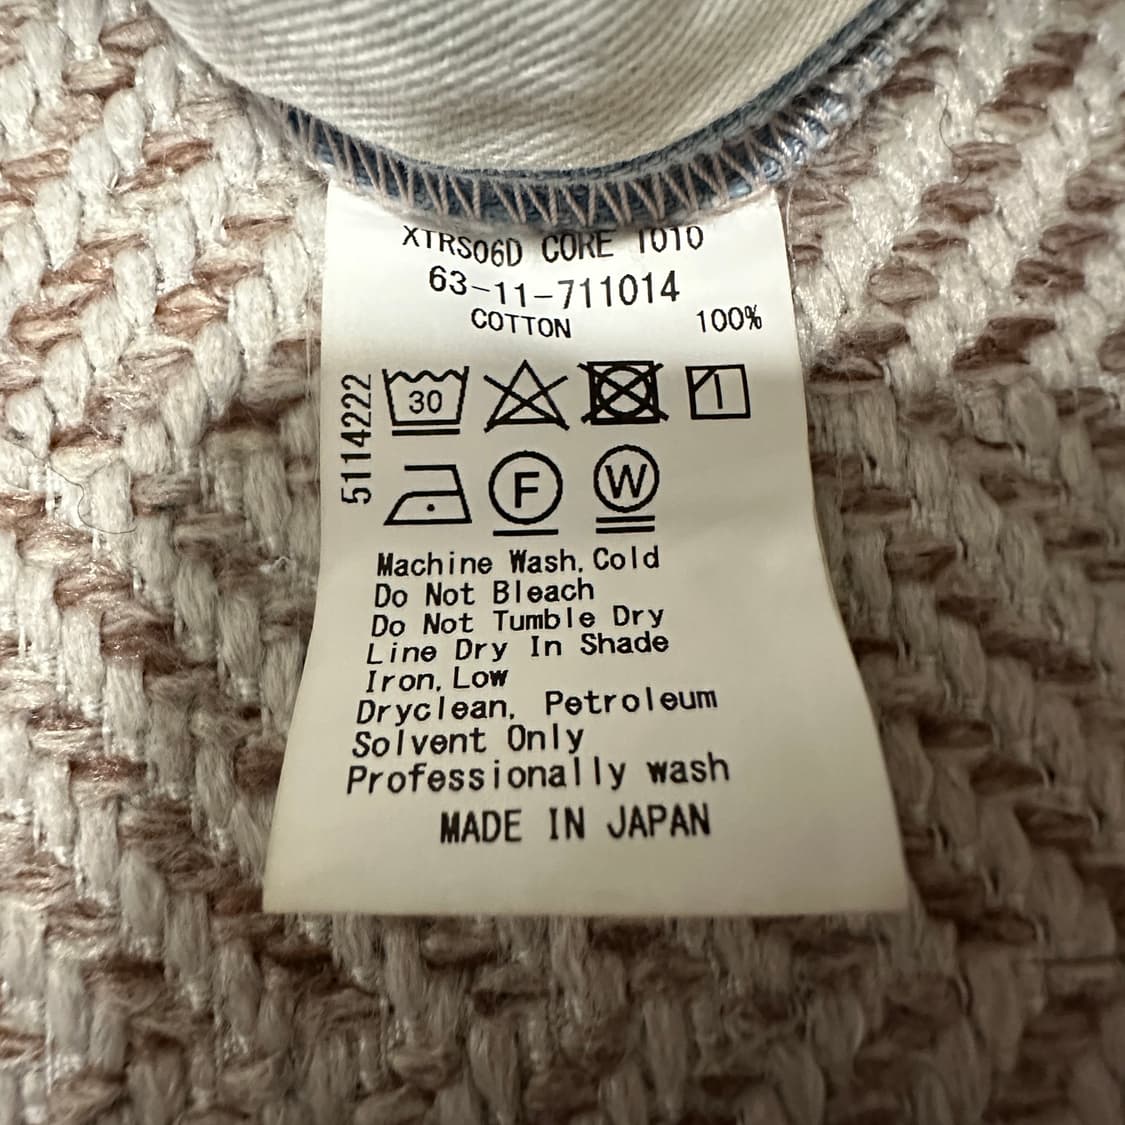 XTRS06D CORE 1010
63-11-711014
COTTON 100%
5114222
30
F W
Machine Wash, Cold
Do Not Bleach
Do Not Tumble Dry
Line Dry In Shade
Iron, Low
Dryclean, Petroleum
Solvent Only
Professionally wash
MADE IN JAPAN